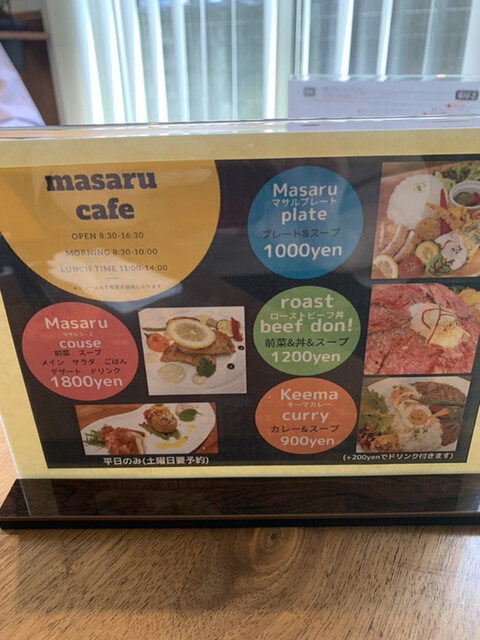 masaru
cafe
OPEN 8:30-16:30
MORNING 8:30-10:00
LUNCH TIME 11:00-14:00
Masaru
マサルコース
couse
前菜 スープ
メイン サラダ ごはん
デザート ドリンク
1800yen
平日のみ(土曜日要予約)
Masaru
マサルプレート
plate
プレート&スープ
1000yen
roast
ローストビーフ丼
beef don!
前菜&丼&スープ
1200yen
Keema
キーマカレー
curry
カレー&スープ
900yen
(+200yenでドリンク付きます)